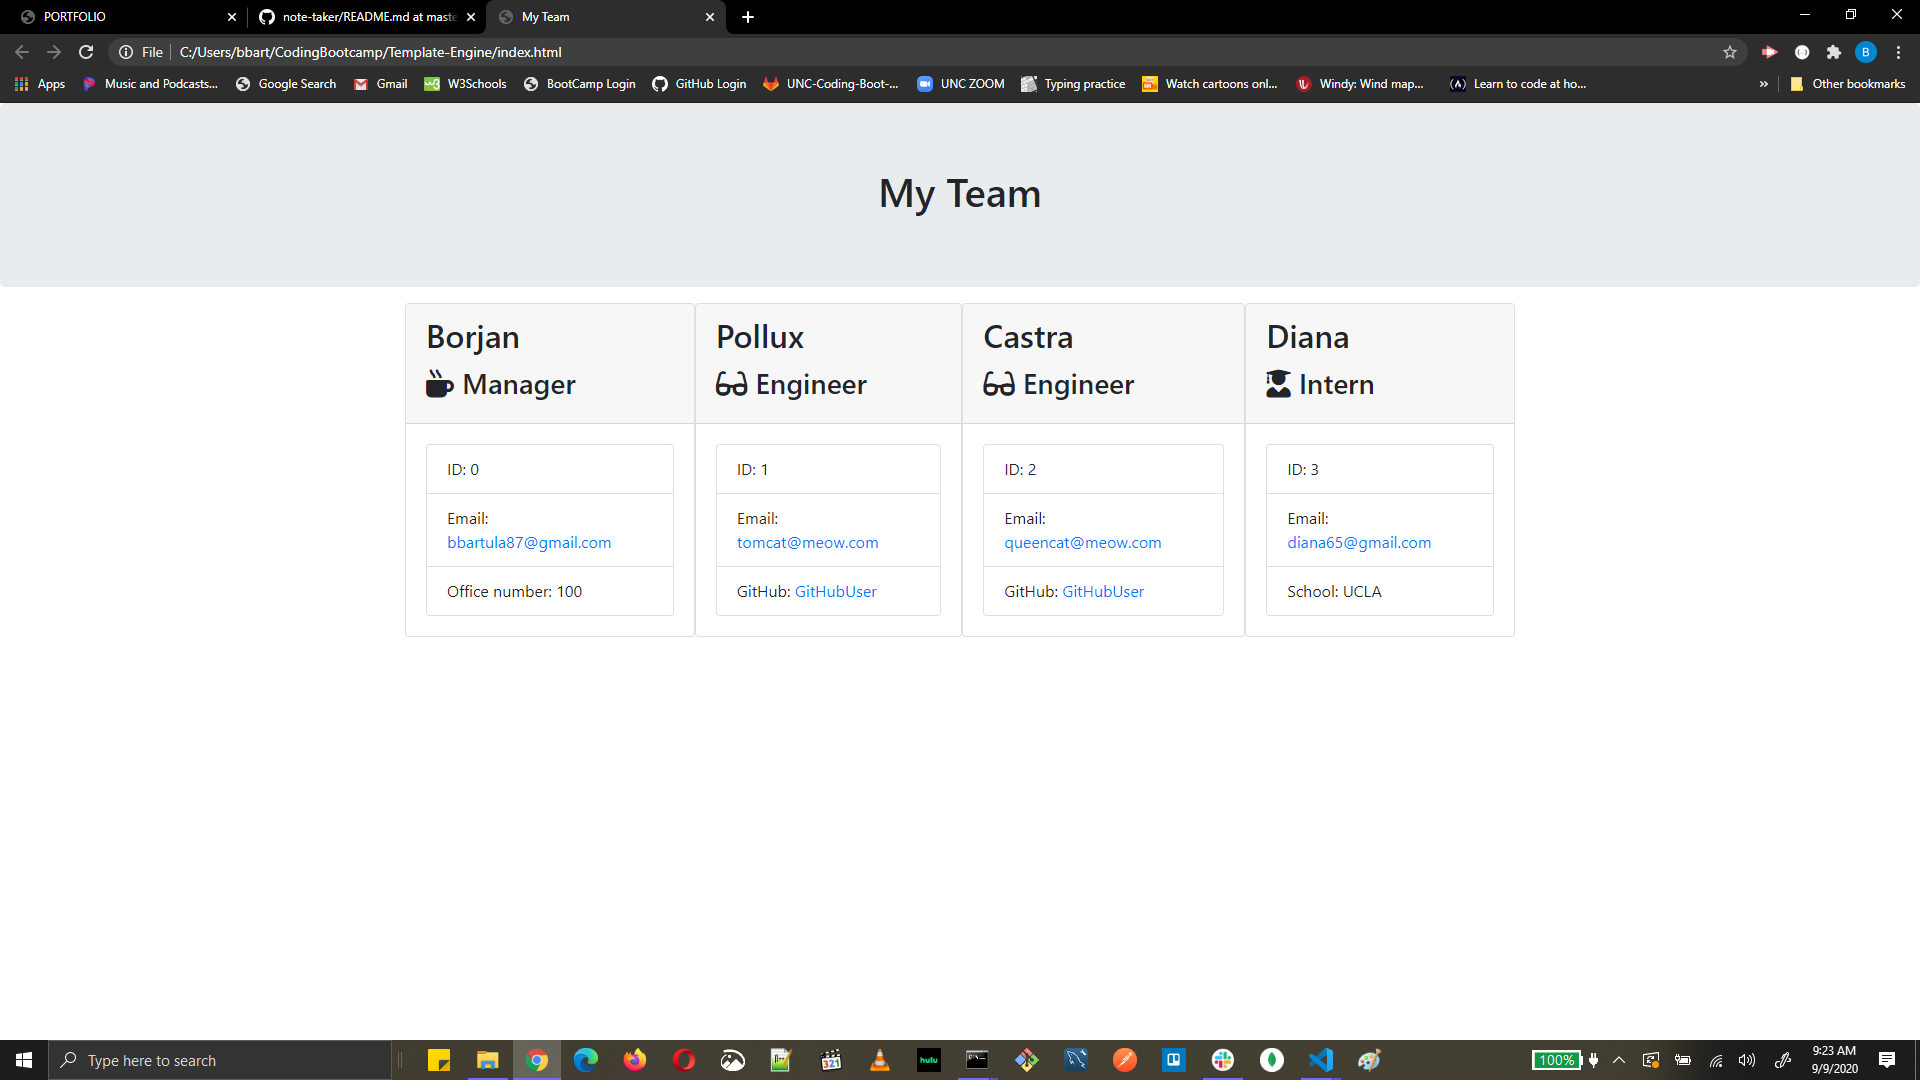 PORTFOLIO
note-taker/README.md at maste
My Team
File
C:/Users/bbart/CodingBootcamp/Template-Engine/index.html
B
Apps
Music and Podcasts...
Google Search
Gmail
W3Schools
BootCamp Login
GitHub Login
UNC-Coding-Boot-...
UNC ZOOM
Typing practice
Watch cartoons onl...
Windy: Wind map...
Learn to code at ho...
»
Other bookmarks
My Team
Borjan
Manager
ID: 0
Email:
bbartula87@gmail.com
Office number: 100
Pollux
Engineer
ID: 1
Email:
tomcat@meow.com
GitHub: GitHubUser
Castra
Engineer
ID: 2
Email:
queencat@meow.com
GitHub: GitHubUser
Diana
Intern
ID: 3
Email:
diana65@gmail.com
School: UCLA
Type here to search
321
hulu
100%
9:23 AM
9/9/2020